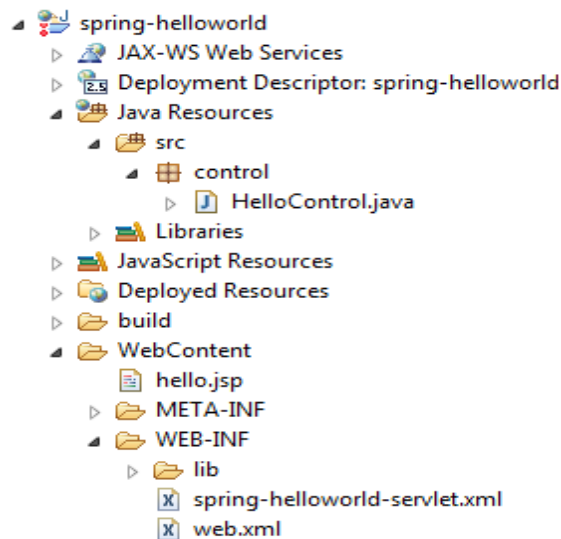 spring-helloworld
JAX-WS Web Services
2.5 Deployment Descriptor: spring-helloworld
Java Resources
src
control
J HelloControl.java
Libraries
JavaScript Resources
Deployed Resources
build
WebContent
hello.jsp
META-INF
WEB-INF
lib
X spring-helloworld-servlet.xml
X web.xml